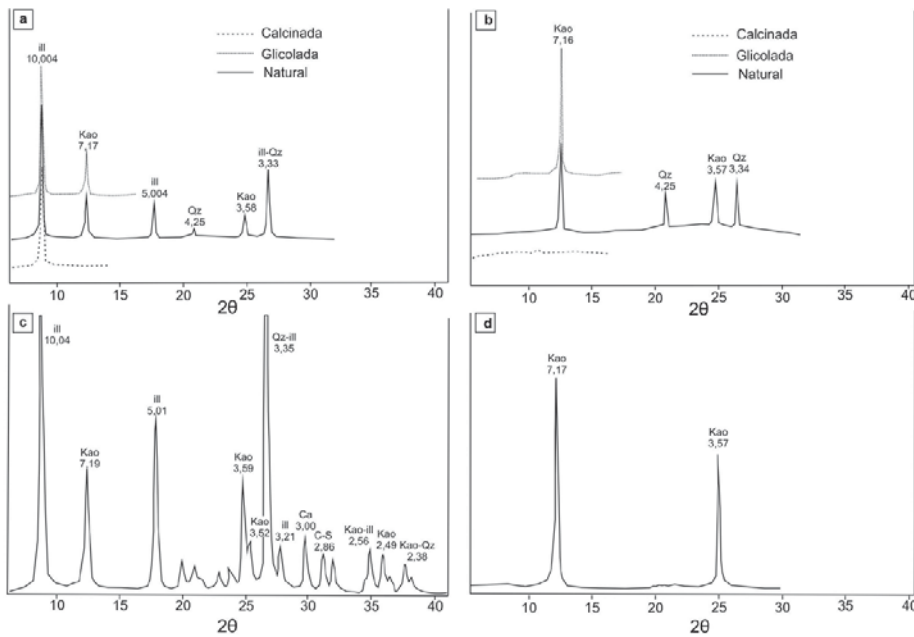 a
ill
10,004
Calcinada
Glicolada
Natural
Kao
7,17
ill
5,004
Qz
4,25
Kao
3,58
ill-Qz
3,33
10 15 20 25 30 35 40
2θ
b
Kao
7,16
Calcinada
Glicolada
Natural
Qz
4,25
Kao
3,57
Qz
3,34
10 15 20 25 30 35 40
2θ
c
ill
10,04
Kao
7,19
ill
5,01
Kao
3,59
Kao
3,52
Qz-ill
3,35
ill
3,21
Ca
3,00
C-S
2,86
Kao-ill
2,56
Kao
2,49
Kao-Qz
2,38
10 15 20 25 30 35 40
2θ
d
Kao
7,17
Kao
3,57
10 15 20 25 30 35 40
2θ